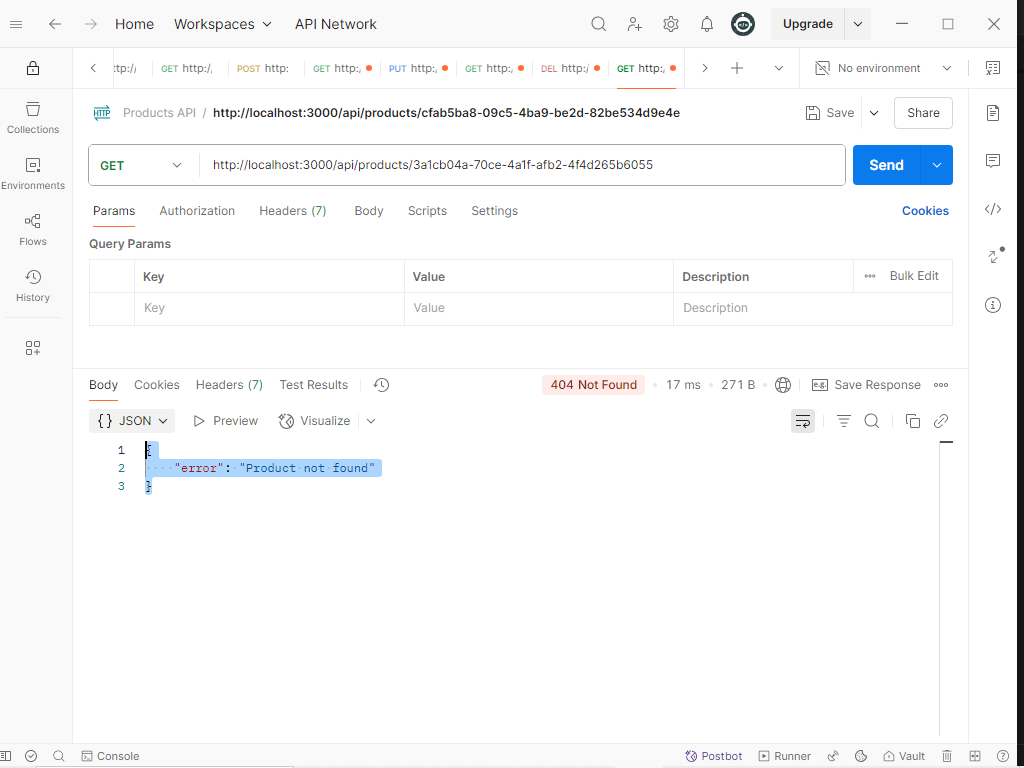 Home Workspaces API Network Upgrade
ttp:// GET http:/, POST http: GET http:, PUT http:, GET http:, DEL http:/ GET http:, No environment
HTTP Products API / http://localhost:3000/api/products/cfab5ba8-09c5-4ba9-be2d-82be534d9e4e Save Share
Collections
Environments
Flows
History
GET http://localhost:3000/api/products/3a1cb04a-70ce-4a1f-afb2-4f4d265b6055 Send
Params Authorization Headers (7) Body Scripts Settings Cookies
Query Params
Key Value Description Bulk Edit
Key Value Description
Body Cookies Headers (7) Test Results 404 Not Found 17 ms 271 B e.g. Save Response
{} JSON Preview Visualize
1 {
2 "error": "Product not found"
3 }
Console Postbot Runner Vault